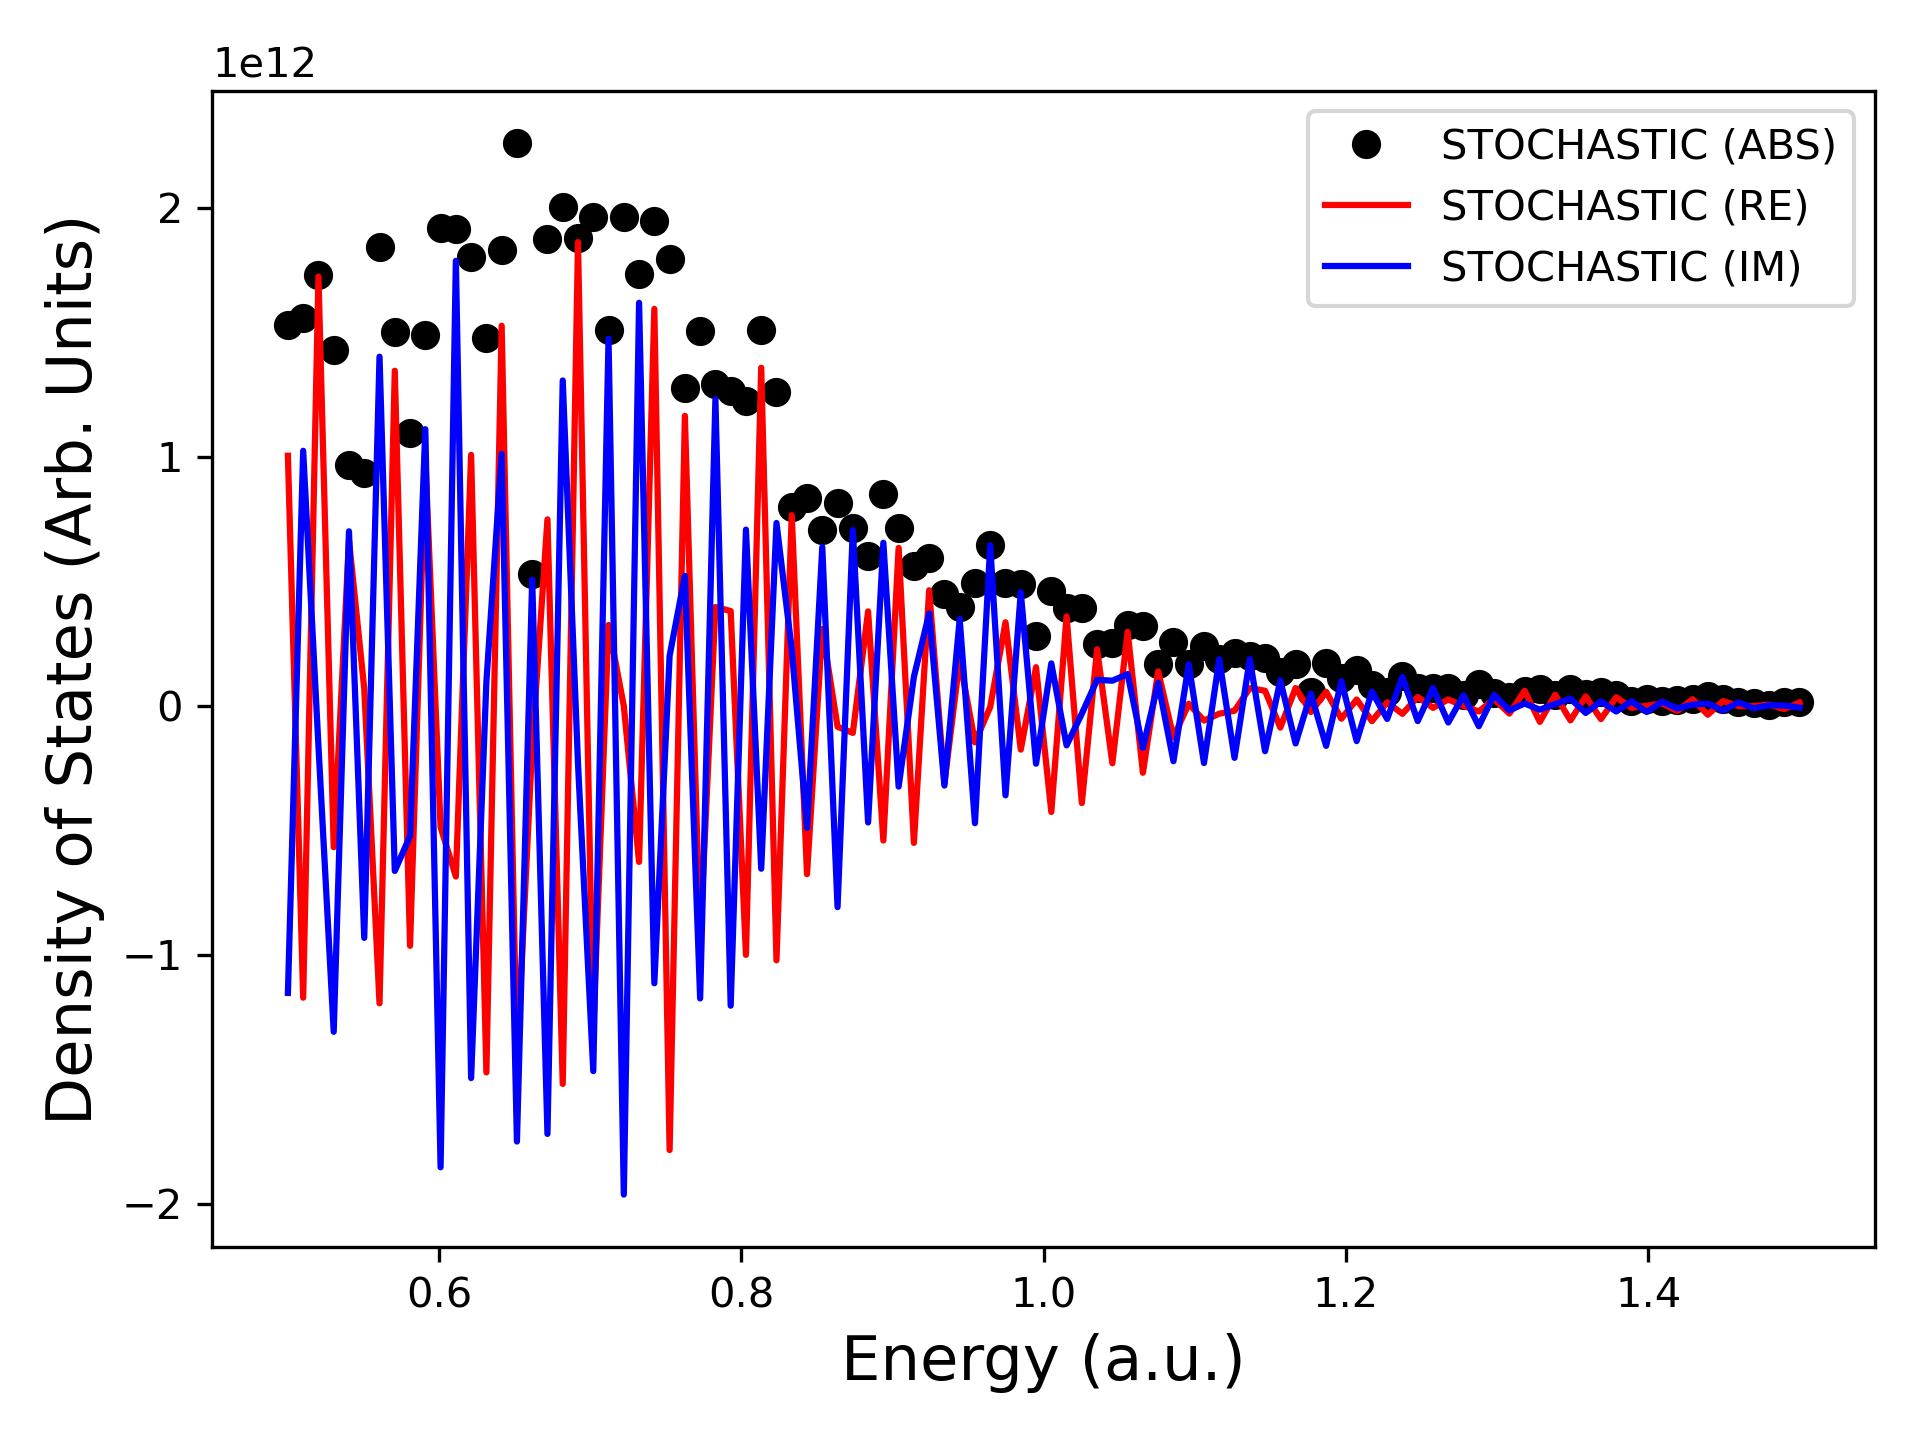 1e12
STOCHASTIC (ABS)
STOCHASTIC (RE)
STOCHASTIC (IM)
Density of States (Arb. Units)
2
1
0
−1
−2
0.6 0.8 1.0 1.2 1.4
Energy (a.u.)